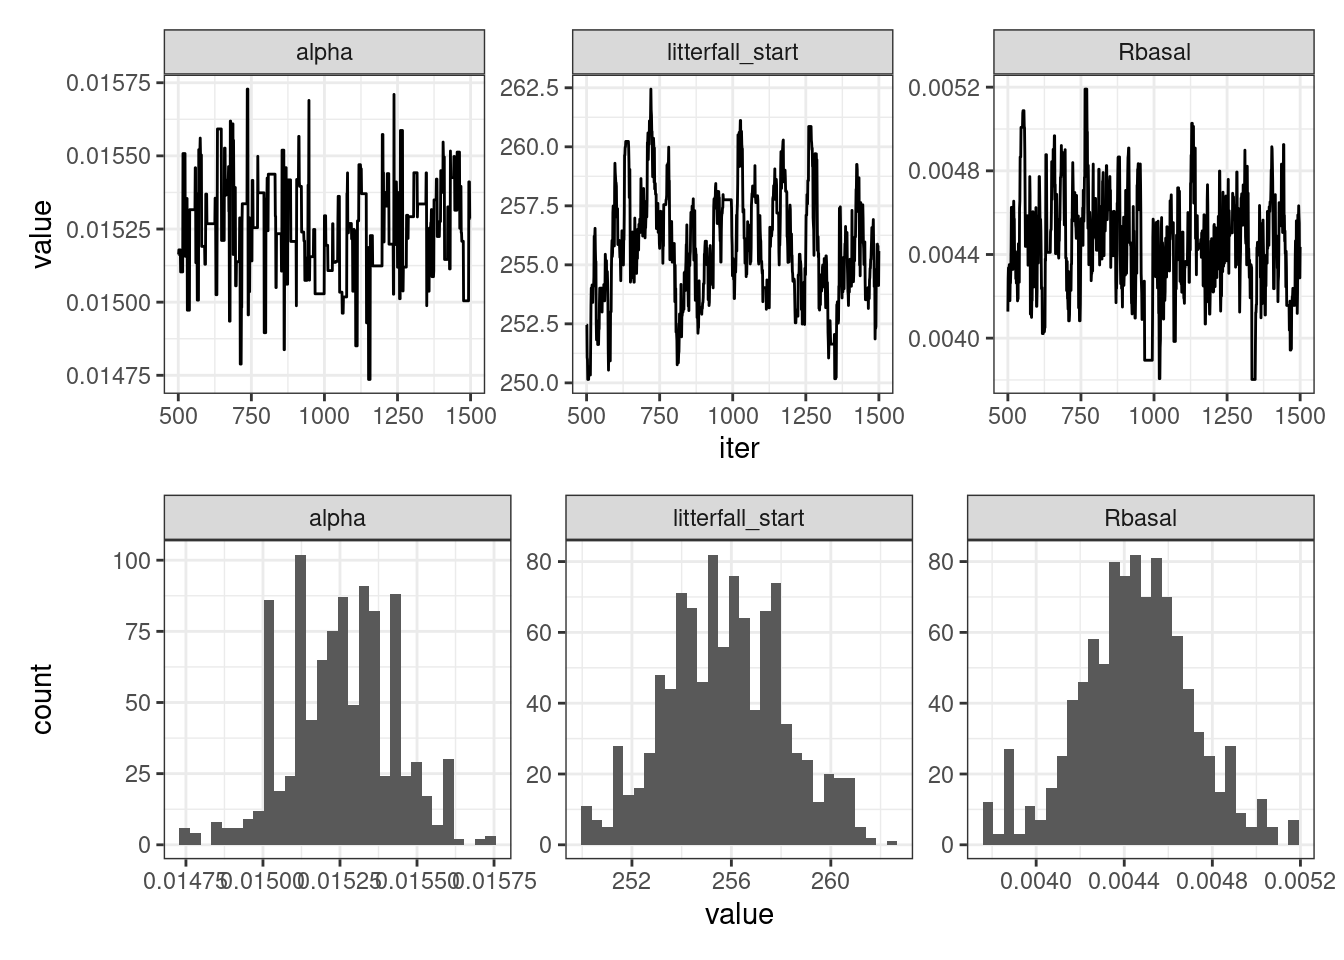 alpha
litterfall_start
Rbasal
value
0.01575
0.01550
0.01525
0.01500
0.01475
262.5
260.0
257.5
255.0
252.5
250.0
0.0052
0.0048
0.0044
0.0040
500 750 1000 1250 1500
500 750 1000 1250 1500
500 750 1000 1250 1500
iter
alpha
litterfall_start
Rbasal
count
100
75
50
25
0
80
60
40
20
0
80
60
40
20
0
0.01475 0.01500 0.01525 0.01550 0.01575
252 256 260
0.0040 0.0044 0.0048 0.0052
value